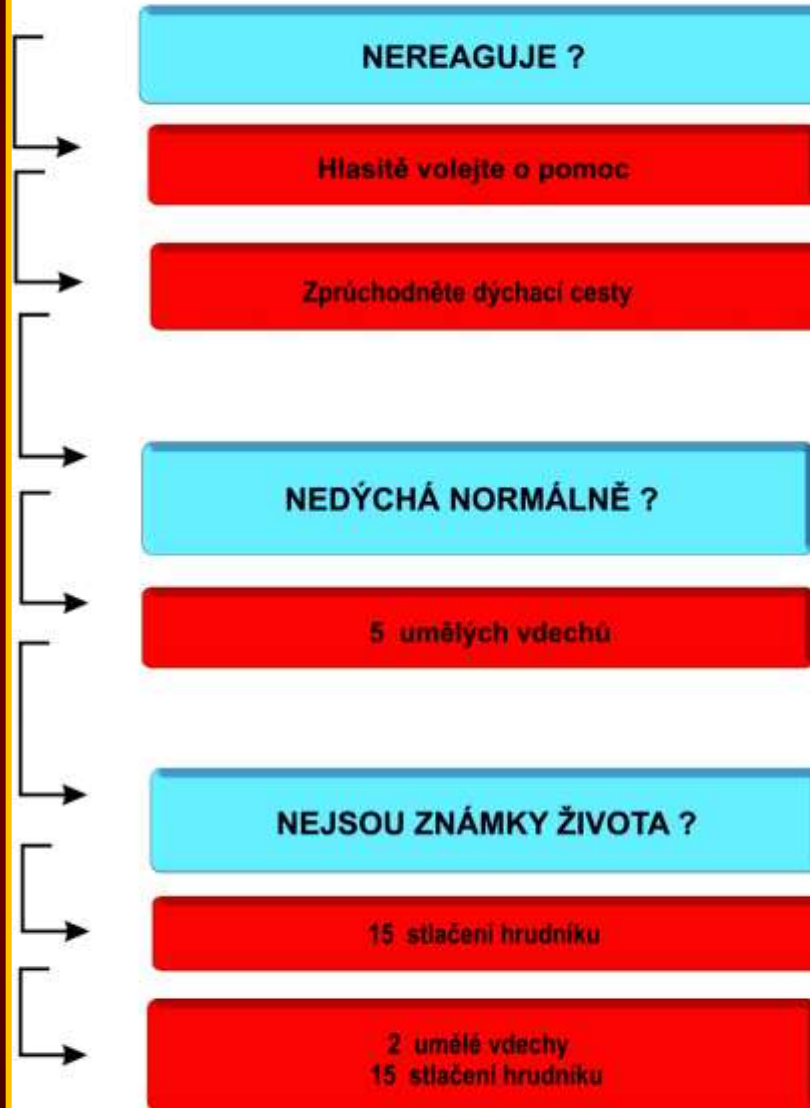 NEREAGUJE ?
Hlasitě volejte o pomoc
Zprúchodněte dýchací cesty
NEDÝCHÁ NORMÁLNĚ ?
5 umělých vdechů
NEJSOU ZNÁMKY ŽIVOTA ?
15 stlačení hrudníku
2 umělé vdechy
15 stlačení hrudníku